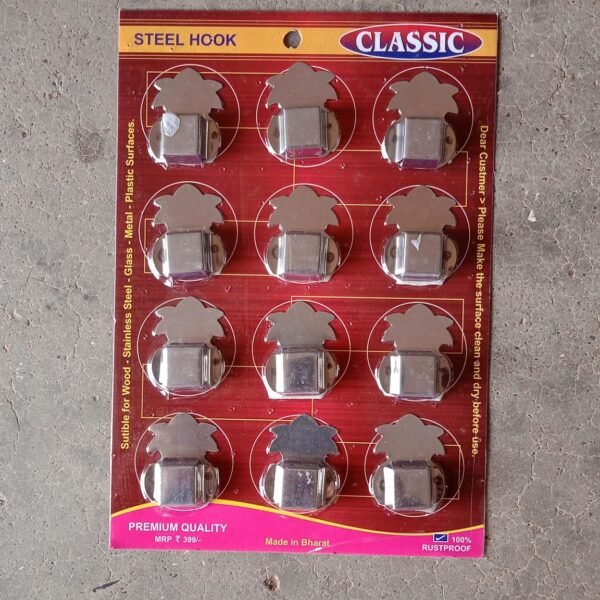 STEEL HOOK
CLASSIC
Sutible for Wood - Stainless Steel - Glass - Metal - Plastic Surfaces.
Dear Custmer > Please Make the surface clean and dry before use.
PREMIUM QUALITY
MRP ₹ 399/-
Made in Bharat
100%
RUSTPROOF